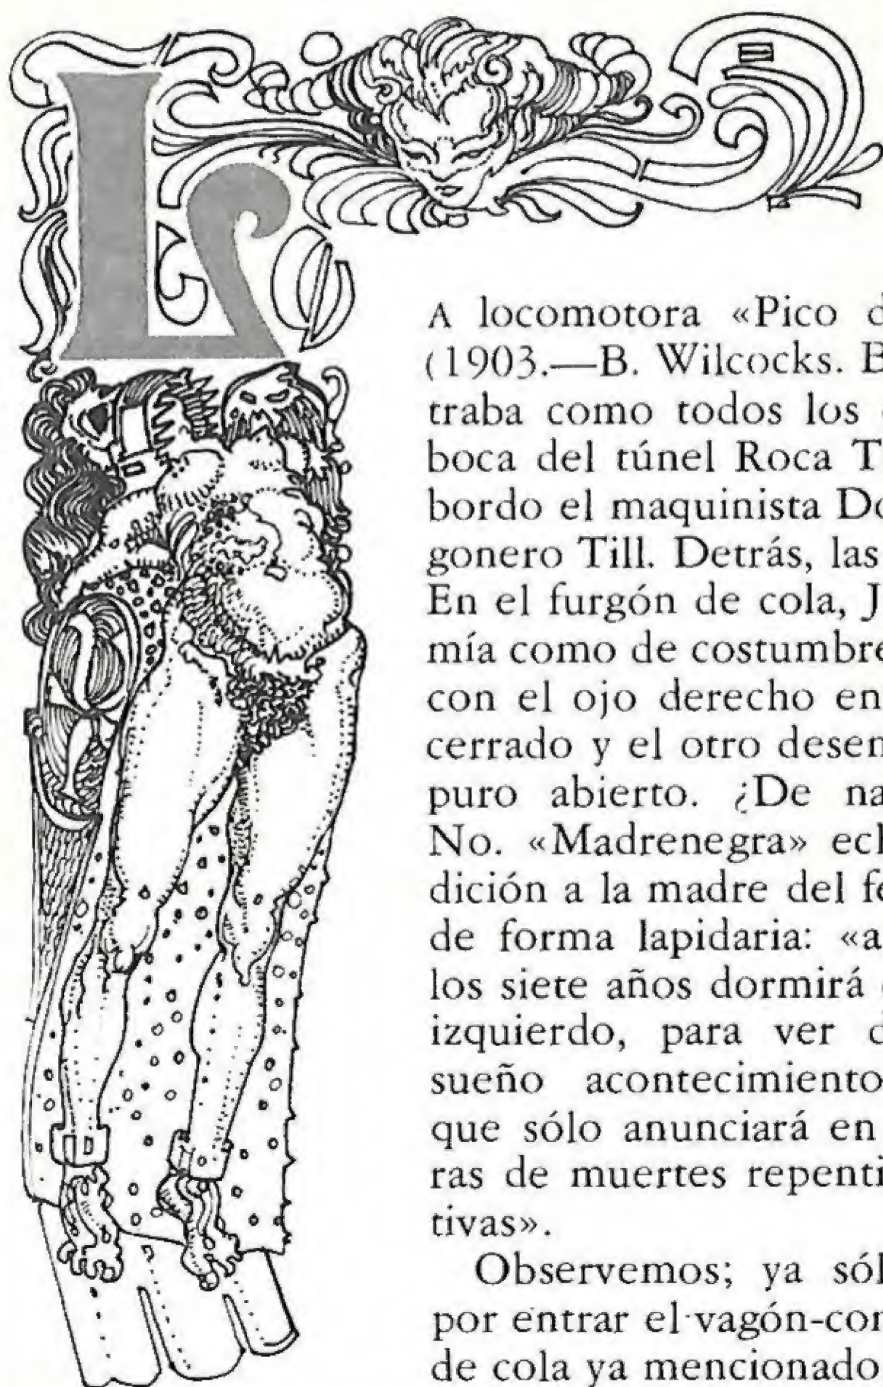 L
A locomotora «Pico d
(1903.—B. Wilcocks. B
traba como todos los
boca del túnel Roca T
bordo el maquinista Do
gonero Till. Detrás, las
En el furgón de cola, J
mía como de costumbre
con el ojo derecho en
cerrado y el otro desen
puro abierto. ¿De na
No. «Madrenegra» ech
dición a la madre del fe
de forma lapidaria: «a
los siete años dormirá
izquierdo, para ver d
sueño acontecimiento
que sólo anunciará en
ras de muertes repenti
tivas».
Observemos; ya sól
por entrar el vagón-con
de cola ya mencionado